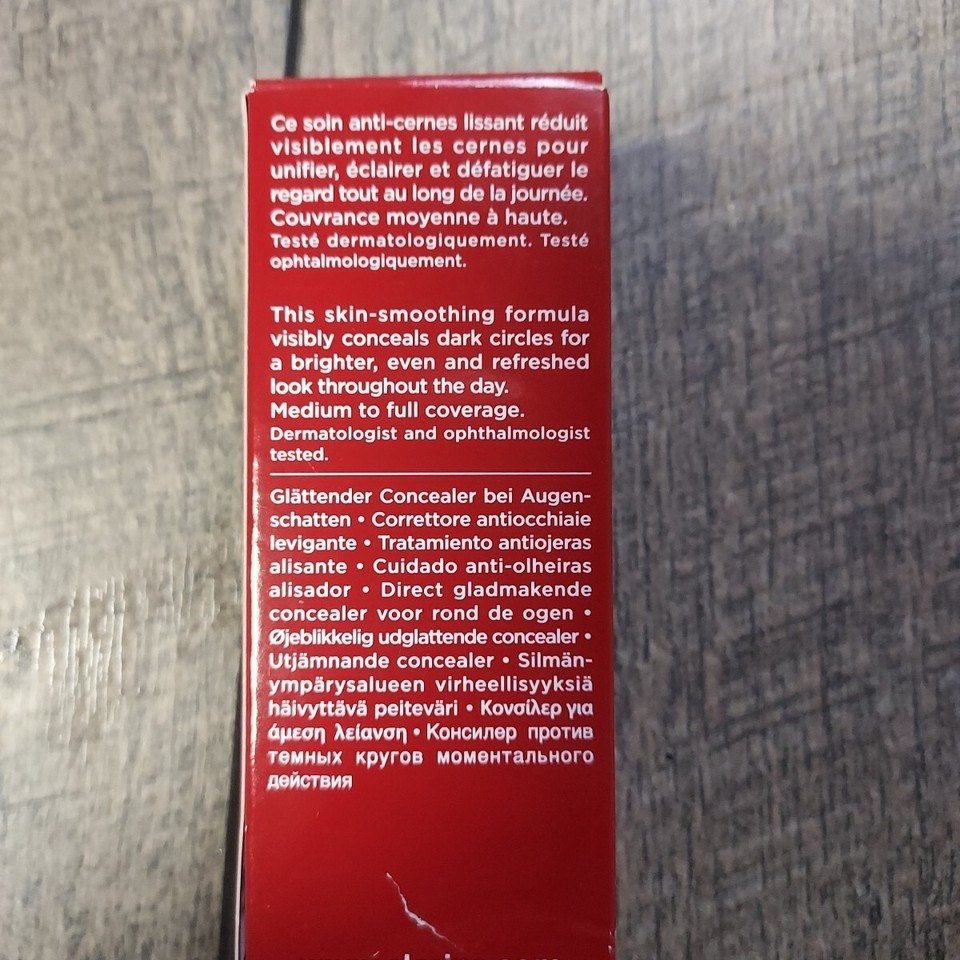 Ce soin anti-cernes lissant réduit
visiblement les cernes pour
unifier, éclairer et défatiguer le
regard tout au long de la journée.
Couvrance moyenne à haute.
Testé dermatologiquement. Testé
ophtalmologiquement.
This skin-smoothing formula
visibly conceals dark circles for
a brighter, even and refreshed
look throughout the day.
Medium to full coverage.
Dermatologist and ophthalmologist
tested.
Glättender Concealer bei Augen-
schatten • Correttore antiocchiaie
levigante • Tratamiento antiojeras
alisante • Cuidado anti-olheiras
alisador • Direct gladmakende
concealer voor rond de ogen •
Øjeblikkelig udglattende concealer •
Utjämnande concealer • Silmän-
ympärysalueen virheellisyyksiä
häivyttävä peiteväri • Κονσίλερ για
άμεση λείανση • Консилер против
темных кругов моментального
действия